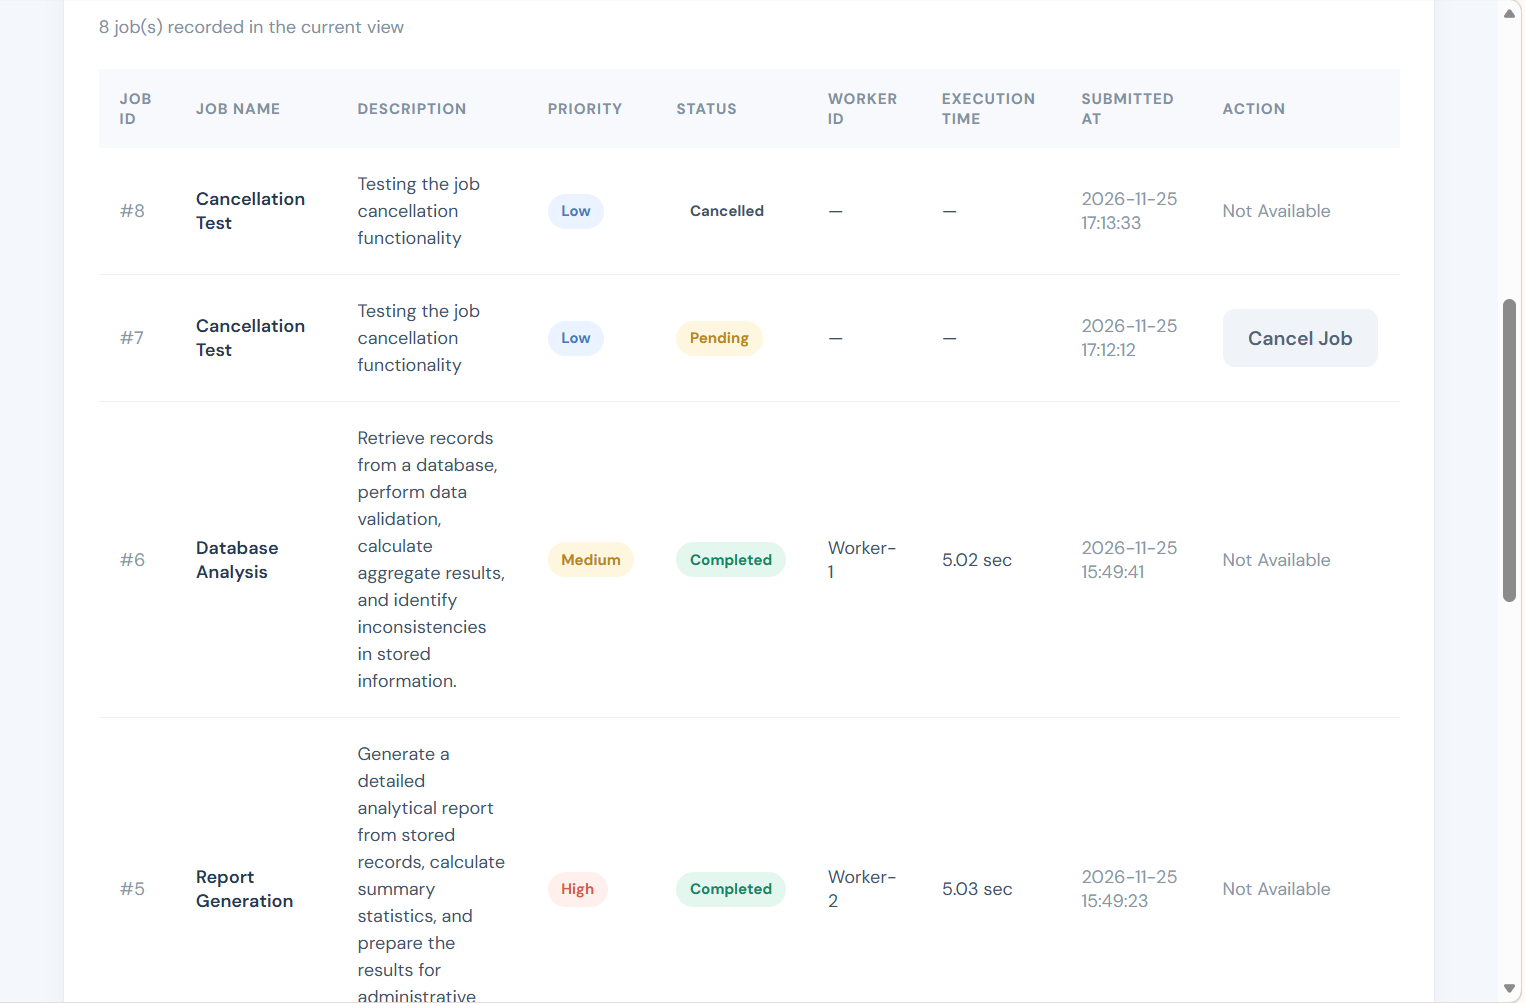 8 job(s) recorded in the current view
JOB ID
JOB NAME
DESCRIPTION
PRIORITY
STATUS
WORKER ID
EXECUTION TIME
SUBMITTED AT
ACTION
#8
Cancellation
Test
Testing the job
cancellation
functionality
Low
Cancelled
—
—
2026-11-25
17:13:33
Not Available
#7
Cancellation
Test
Testing the job
cancellation
functionality
Low
Pending
—
—
2026-11-25
17:12:12
Cancel Job
#6
Database
Analysis
Retrieve records
from a database,
perform data
validation,
calculate
aggregate results,
and identify
inconsistencies
in stored
information.
Medium
Completed
Worker-
1
5.02 sec
2026-11-25
15:49:41
Not Available
#5
Report
Generation
Generate a
detailed
analytical report
from stored
records, calculate
summary
statistics, and
prepare the
results for
administrative
High
Completed
Worker-
2
5.03 sec
2026-11-25
15:49:23
Not Available